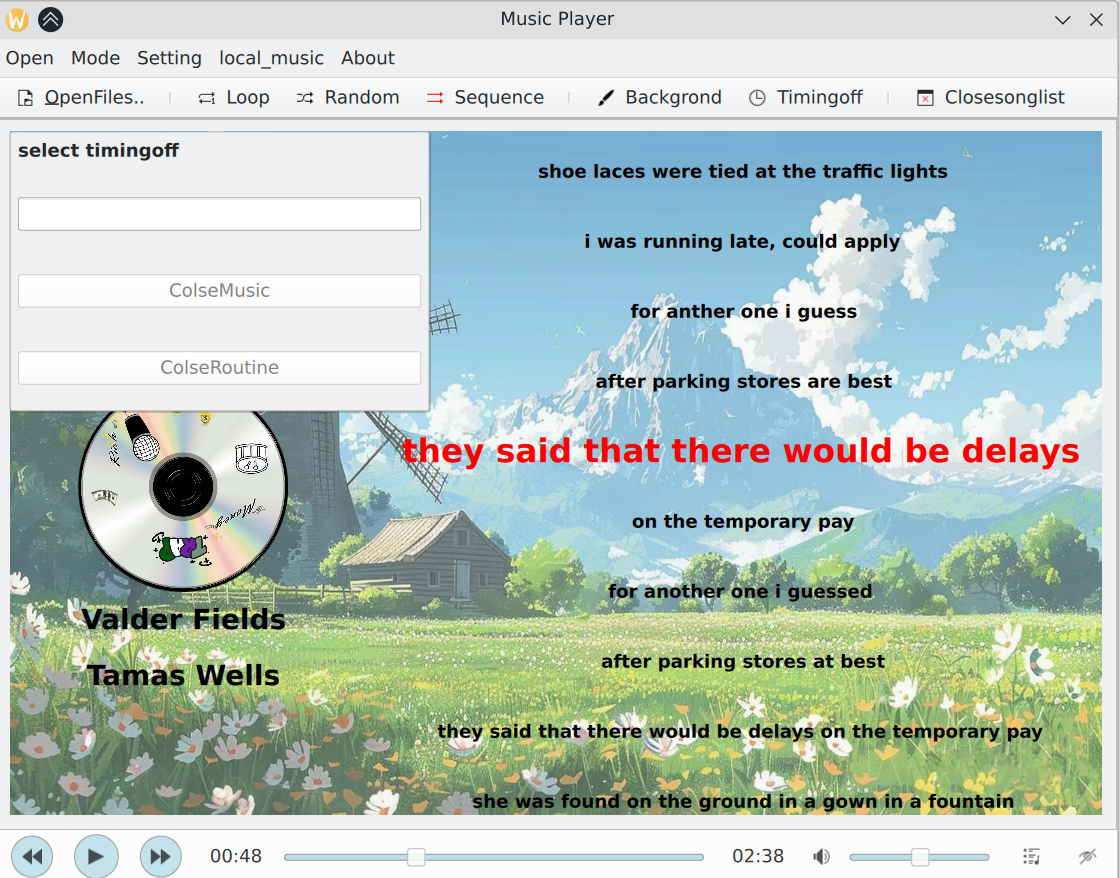 Music Player
Open Mode Setting local_music About
OpenFiles.. Loop Random Sequence Backgrond Timingoff Closesonglist
select timingoff
ColseMusic
ColseRoutine
shoe laces were tied at the traffic lights
i was running late, could apply
for anther one i guess
after parking stores are best
they said that there would be delays
on the temporary pay
for another one i guessed
after parking stores at best
they said that there would be delays on the temporary pay
she was found on the ground in a gown in a fountain
Valder Fields
Tamas Wells
00:48 02:38